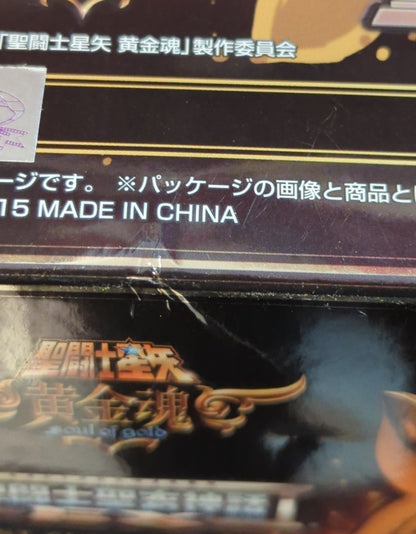 「聖闘士星矢 黄金魂」製作委員会
ージです。 ※パッケージの画像と商品とは
15 MADE IN CHINA
聖闘士星矢
黄金魂
soul of gold